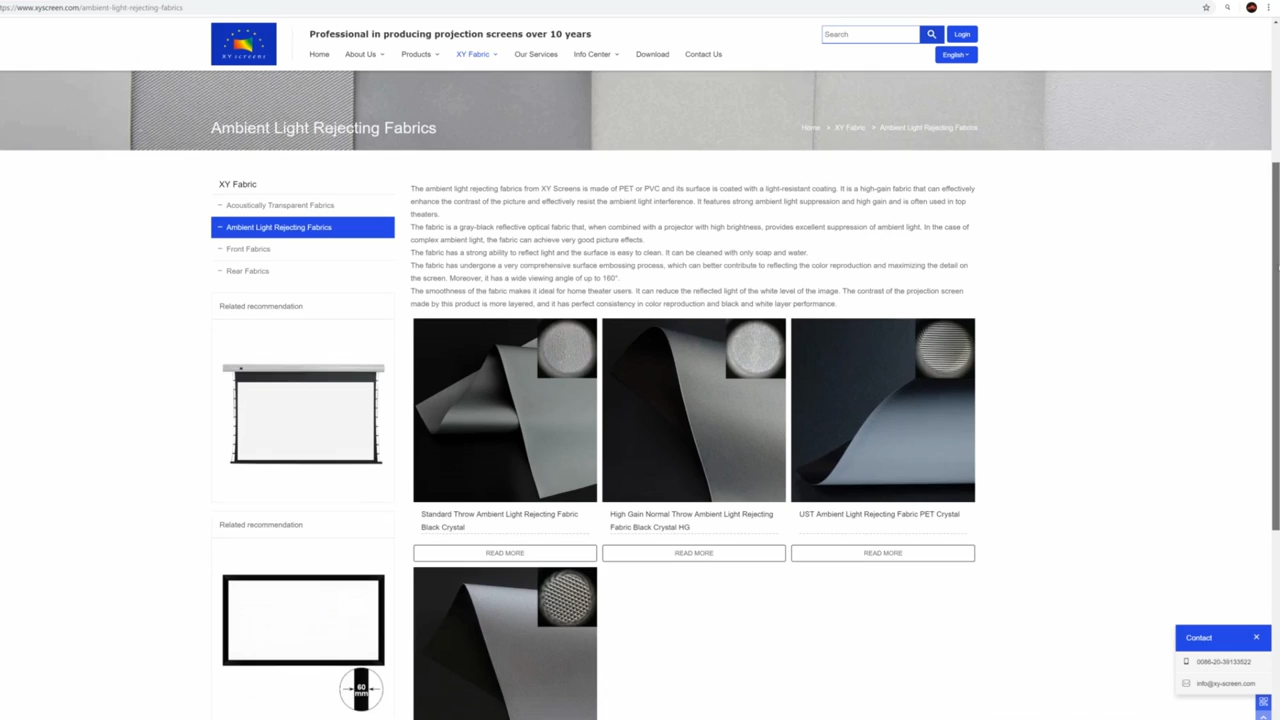 tps://www.xyscreen.com/ambient-light-rejecting-fabrics
XY screens
Professional in producing projection screens over 10 years
Search
Login
Home
About Us
Products
XY Fabric
Our Services
Info Center
Download
Contact Us
English
Ambient Light Rejecting Fabrics
Home > XY Fabric > Ambient Light Rejecting Fabrics
XY Fabric
Acoustically Transparent Fabrics
Ambient Light Rejecting Fabrics
Front Fabrics
Rear Fabrics
Related recommendation
Related recommendation
60
mm
The ambient light rejecting fabrics from XY Screens is made of PET or PVC and its surface is coated with a light-resistant coating. It is a high-gain fabric that can effectively
enhance the contrast of the picture and effectively resist the ambient light interference. It features strong ambient light suppression and high gain and is often used in top
theaters.
The fabric is a gray-black reflective optical fabric that, when combined with a projector with high brightness, provides excellent suppression of ambient light. In the case of
complex ambient light, the fabric can achieve very good picture effects.
The fabric has a strong ability to reflect light and the surface is easy to clean. It can be cleaned with only soap and water.
The fabric has undergone a very comprehensive surface embossing process, which can better contribute to reflecting the color reproduction and maximizing the detail on
the screen. Moreover, it has a wide viewing angle of up to 160°.
The smoothness of the fabric makes it ideal for home theater users. It can reduce the reflected light of the white level of the image. The contrast of the projection screen
made by this product is more layered, and it has perfect consistency in color reproduction and black and white layer performance.
Standard Throw Ambient Light Rejecting Fabric
Black Crystal
READ MORE
High Gain Normal Throw Ambient Light Rejecting
Fabric Black Crystal HG
READ MORE
UST Ambient Light Rejecting Fabric PET Crystal
READ MORE
Contact
0086-20-39133522
info@xy-screen.com